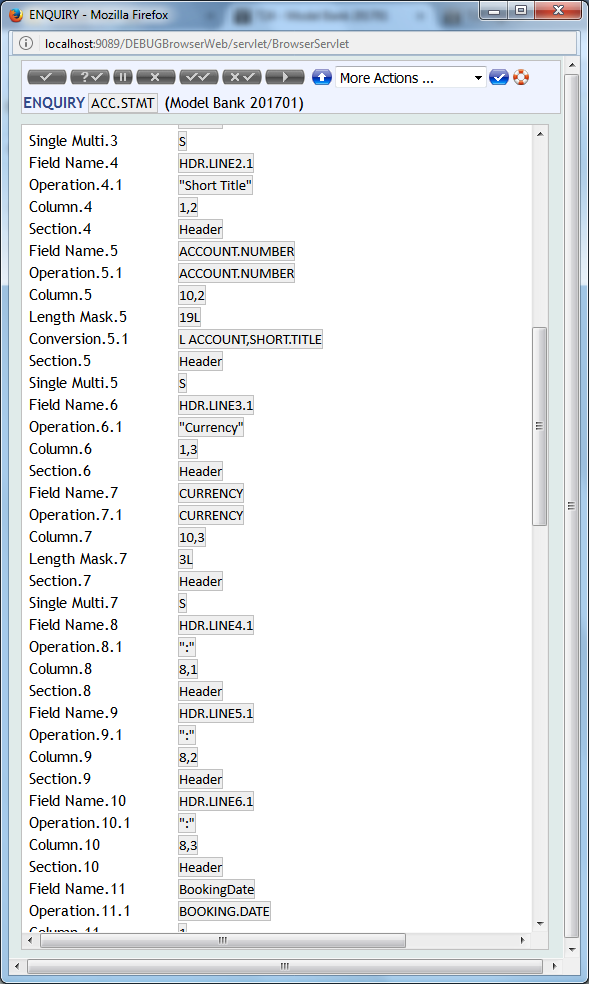 ENQUIRY - Mozilla Firefox
localhost:9089/DEBUGBrowserWeb/servlet/BrowserServlet
More Actions ...
ENQUIRY ACC.STMT (Model Bank 201701)
Single Multi.3 S
Field Name.4 HDR.LINE2.1
Operation.4.1 "Short Title"
Column.4 1,2
Section.4 Header
Field Name.5 ACCOUNT.NUMBER
Operation.5.1 ACCOUNT.NUMBER
Column.5 10,2
Length Mask.5 19L
Conversion.5.1 L ACCOUNT,SHORT.TITLE
Section.5 Header
Single Multi.5 S
Field Name.6 HDR.LINE3.1
Operation.6.1 "Currency"
Column.6 1,3
Section.6 Header
Field Name.7 CURRENCY
Operation.7.1 CURRENCY
Column.7 10,3
Length Mask.7 3L
Section.7 Header
Single Multi.7 S
Field Name.8 HDR.LINE4.1
Operation.8.1 ":"
Column.8 8,1
Section.8 Header
Field Name.9 HDR.LINE5.1
Operation.9.1 ":"
Column.9 8,2
Section.9 Header
Field Name.10 HDR.LINE6.1
Operation.10.1 ":"
Column.10 8,3
Section.10 Header
Field Name.11 BookingDate
Operation.11.1 BOOKING.DATE
Column.11 1